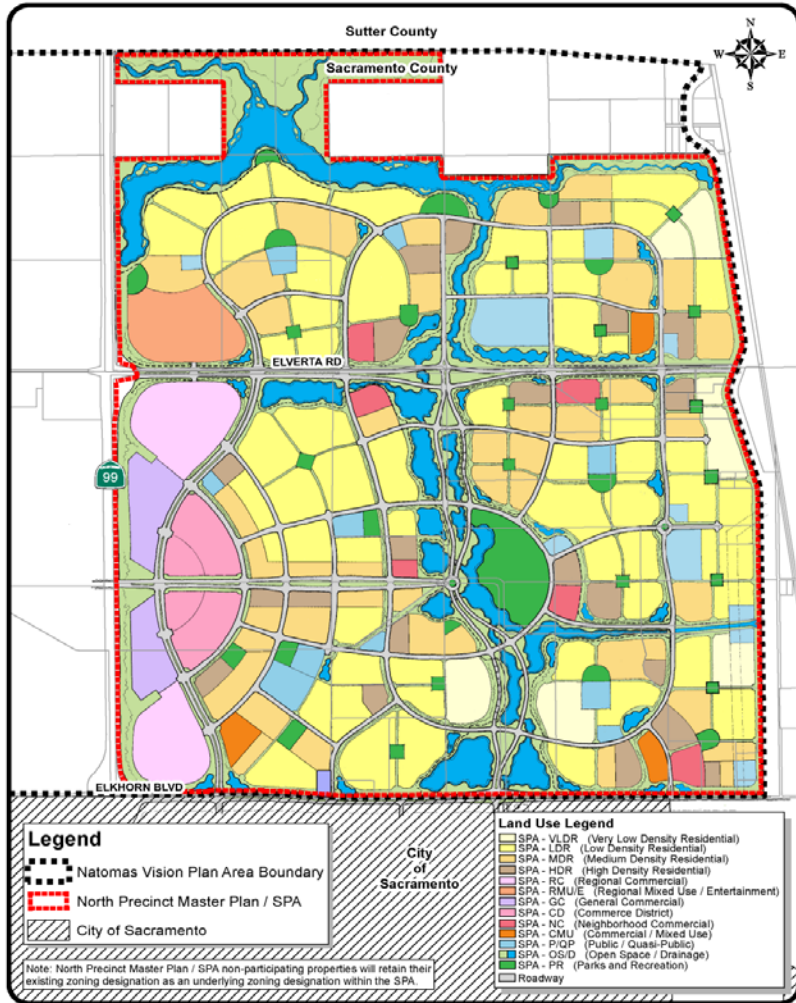 Sutter County
N
W E
S
Sacramento County
ELVERTA RD
99
ELKHORN BLVD
Legend
Natomas Vision Plan Area Boundary
North Precinct Master Plan / SPA
City of Sacramento
Note: North Precinct Master Plan / SPA non-participating properties will retain their
existing zoning designation as an underlying zoning designation within the SPA.
City
of
Sacramento
Land Use Legend
SPA - VLDR (Very Low Density Residential)
SPA - LDR (Low Density Residential)
SPA - MDR (Medium Density Residential)
SPA - HDR (High Density Residential)
SPA - RC (Regional Commercial)
SPA - RMU/E (Regional Mixed Use / Entertainment)
SPA - GC (General Commercial)
SPA - CD (Commerce District)
SPA - NC (Neighborhood Commercial)
SPA - CMU (Commercial / Mixed Use)
SPA - P/QP (Public / Quasi-Public)
SPA - OS/D (Open Space / Drainage)
SPA - PR (Parks and Recreation)
Roadway